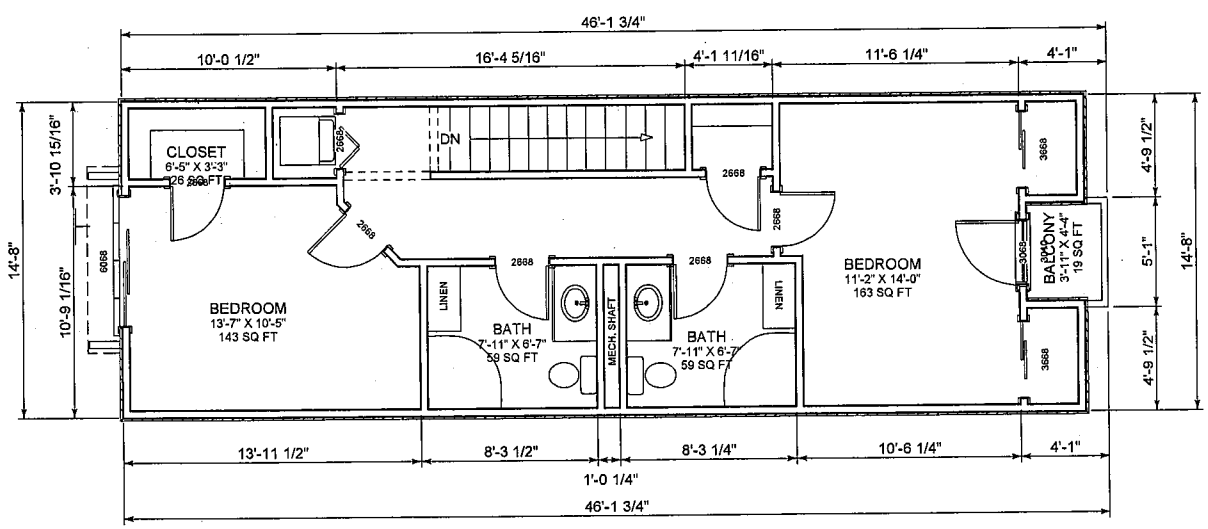 46'-1 3/4"
10'-0 1/2"
16'-4 5/16"
4'-1 11/16"
11'-6 1/4"
4'-1"
3'-10 15/16"
14'-8"
10'-9 1/16"
CLOSET
6'-5" X 3'-3"
26 SQ FT
2668
2668
DN
2668
2668
2668
3668
4'-9 1/2"
6068
BEDROOM
13'-7" X 10'-5"
143 SQ FT
2668
LINEN
BATH
7'-11" X 6'-7"
59 SQ FT
MECH. SHAFT
2668
2668
LINEN
BATH
7'-11" X 6'-7"
59 SQ FT
BEDROOM
11'-2" X 14'-0"
163 SQ FT
3068
BALCONY
3'-11" X 4'-4"
19 SQ FT
5'-1"
14'-8"
3668
4'-9 1/2"
13'-11 1/2"
8'-3 1/2"
1'-0 1/4"
8'-3 1/4"
10'-6 1/4"
4'-1"
46'-1 3/4"